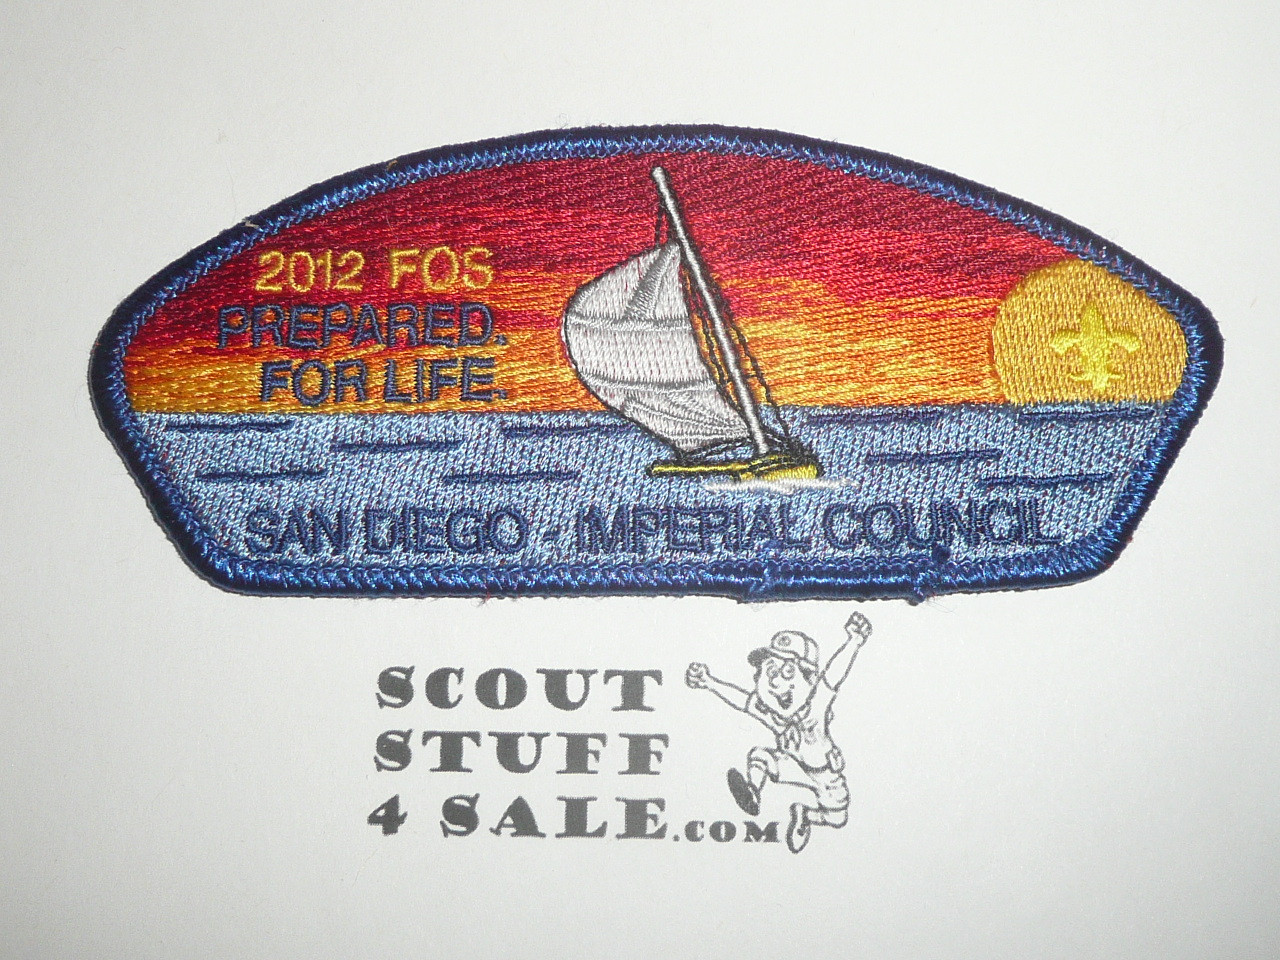 2012 FOS
PREPARED.
FOR LIFE.
SAN DIEGO - IMPERIAL COUNCIL
SCOUT
STUFF
4 SALE.COM